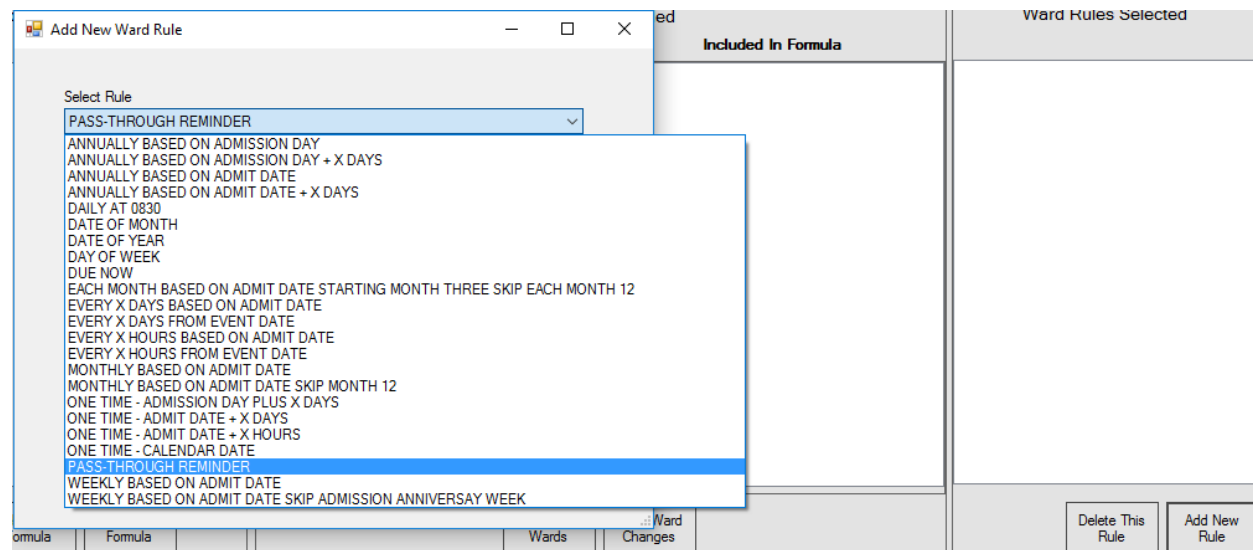 Add New Ward Rule
ed
Ward Rules Selected
Included In Formula
Select Rule
PASS-THROUGH REMINDER
ANNUALLY BASED ON ADMISSION DAY
ANNUALLY BASED ON ADMISSION DAY + X DAYS
ANNUALLY BASED ON ADMIT DATE
ANNUALLY BASED ON ADMIT DATE + X DAYS
DAILY AT 0830
DATE OF MONTH
DATE OF YEAR
DAY OF WEEK
DUE NOW
EACH MONTH BASED ON ADMIT DATE STARTING MONTH THREE SKIP EACH MONTH 12
EVERY X DAYS BASED ON ADMIT DATE
EVERY X DAYS FROM EVENT DATE
EVERY X HOURS BASED ON ADMIT DATE
EVERY X HOURS FROM EVENT DATE
MONTHLY BASED ON ADMIT DATE
MONTHLY BASED ON ADMIT DATE SKIP MONTH 12
ONE TIME - ADMISSION DAY PLUS X DAYS
ONE TIME - ADMIT DATE + X DAYS
ONE TIME - ADMIT DATE + X HOURS
ONE TIME - CALENDAR DATE
PASS-THROUGH REMINDER
WEEKLY BASED ON ADMIT DATE
WEEKLY BASED ON ADMIT DATE SKIP ADMISSION ANNIVERSAY WEEK
ormula
Formula
Wards
Ward
Changes
Delete This
Rule
Add New
Rule